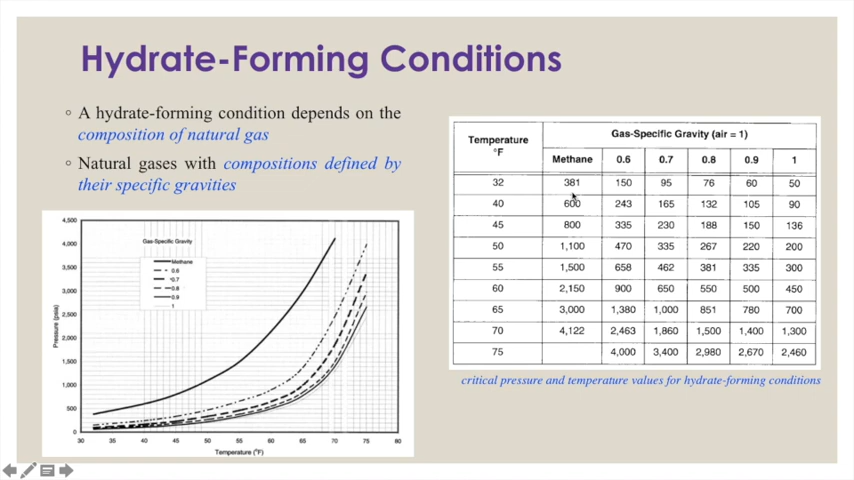 Hydrate-Forming Conditions
◦ A hydrate-forming condition depends on the
composition of natural gas
◦ Natural gases with compositions defined by
their specific gravities
4,500
4,000
3,500
3,000
2,500
2,000
1,500
1,000
500
0
Pressure (psia)
Gas-Specific Gravity
Methane
0.6
0.7
0.8
0.9
1
30 35 40 45 50 55 60 65 70 75 80
Temperature (°F)
Temperature °F Gas-Specific Gravity (air = 1)
Methane 0.6 0.7 0.8 0.9 1
32 381 150 95 76 60 50
40 600 243 165 132 105 90
45 800 335 230 188 150 136
50 1,100 470 335 267 220 200
55 1,500 658 462 381 335 300
60 2,150 900 650 550 500 450
65 3,000 1,380 1,000 851 780 700
70 4,122 2,463 1,860 1,500 1,400 1,300
75 4,000 3,400 2,980 2,670 2,460
critical pressure and temperature values for hydrate-forming conditions